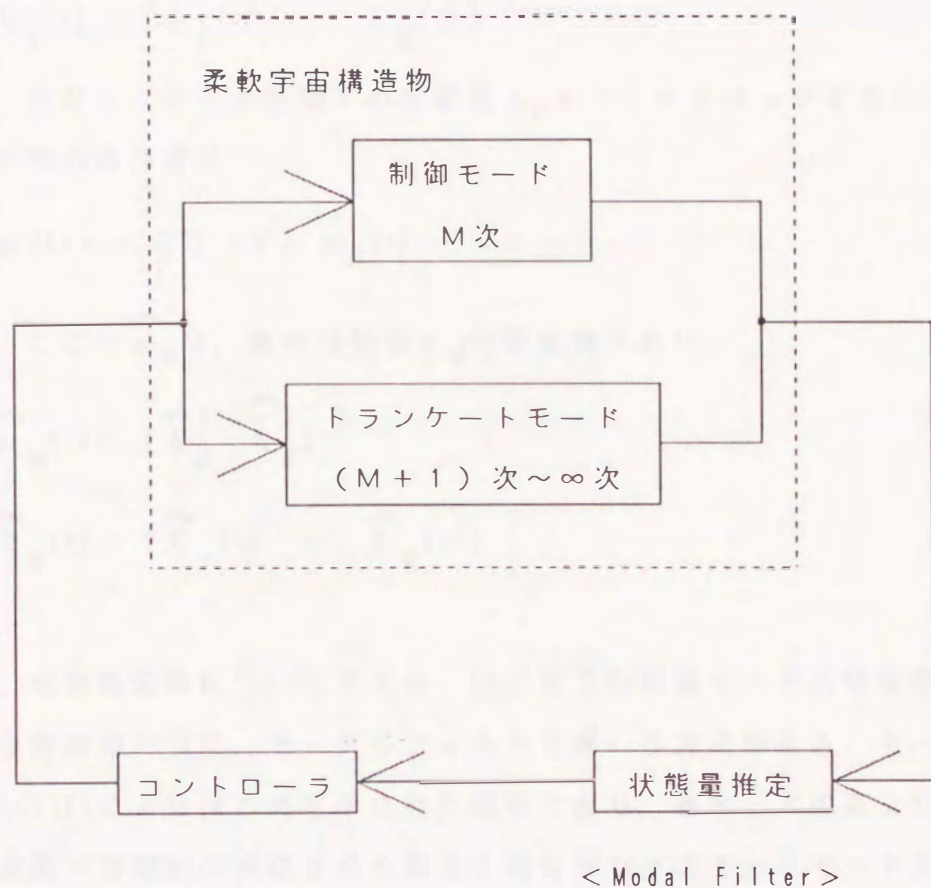 柔軟宇宙構造物
制御モード
M次
トランケートモード
(M+1)次~∞次
コントローラ
状態量推定
<Modal Filter>